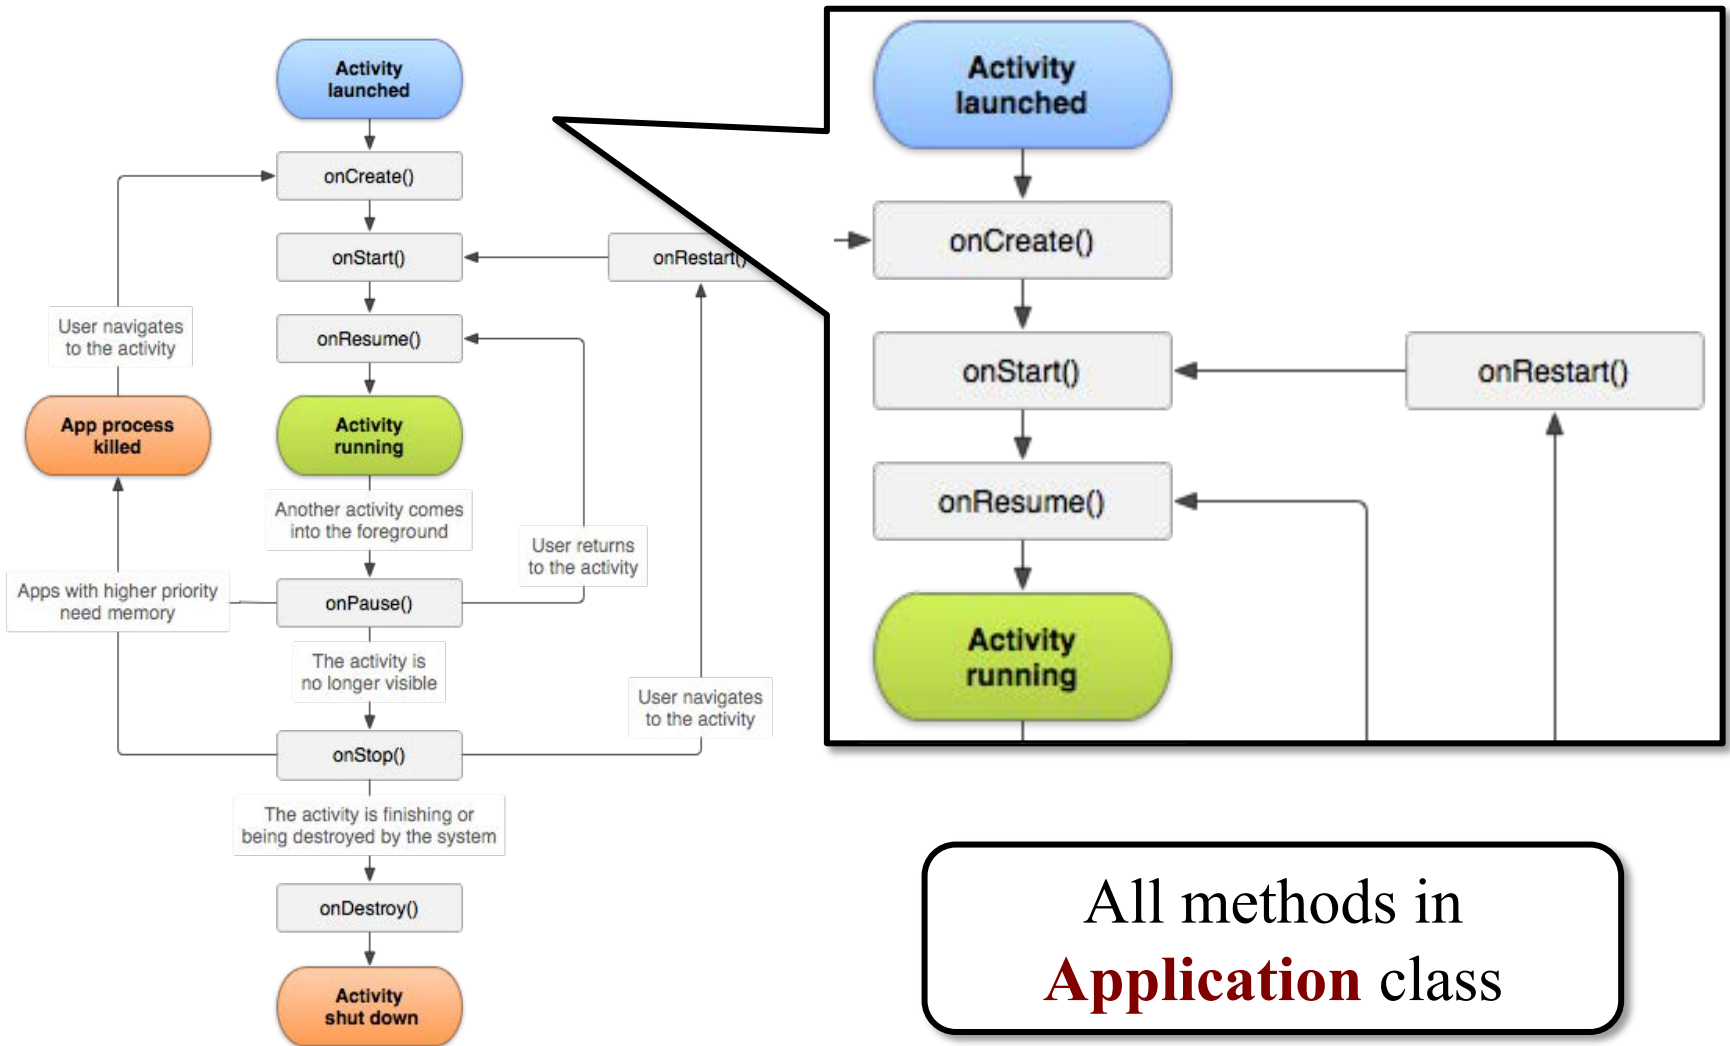 Activity
launched
onCreate()
onStart()
onRestart()
User navigates
to the activity
onResume()
App process
killed
Activity
running
Another activity comes
into the foreground
User returns
to the activity
Apps with higher priority
need memory
onPause()
The activity is
no longer visible
User navigates
to the activity
onStop()
The activity is finishing or
being destroyed by the system
onDestroy()
Activity
shut down
Activity
launched
onCreate()
onStart()
onRestart()
onResume()
Activity
running
All methods in
Application class